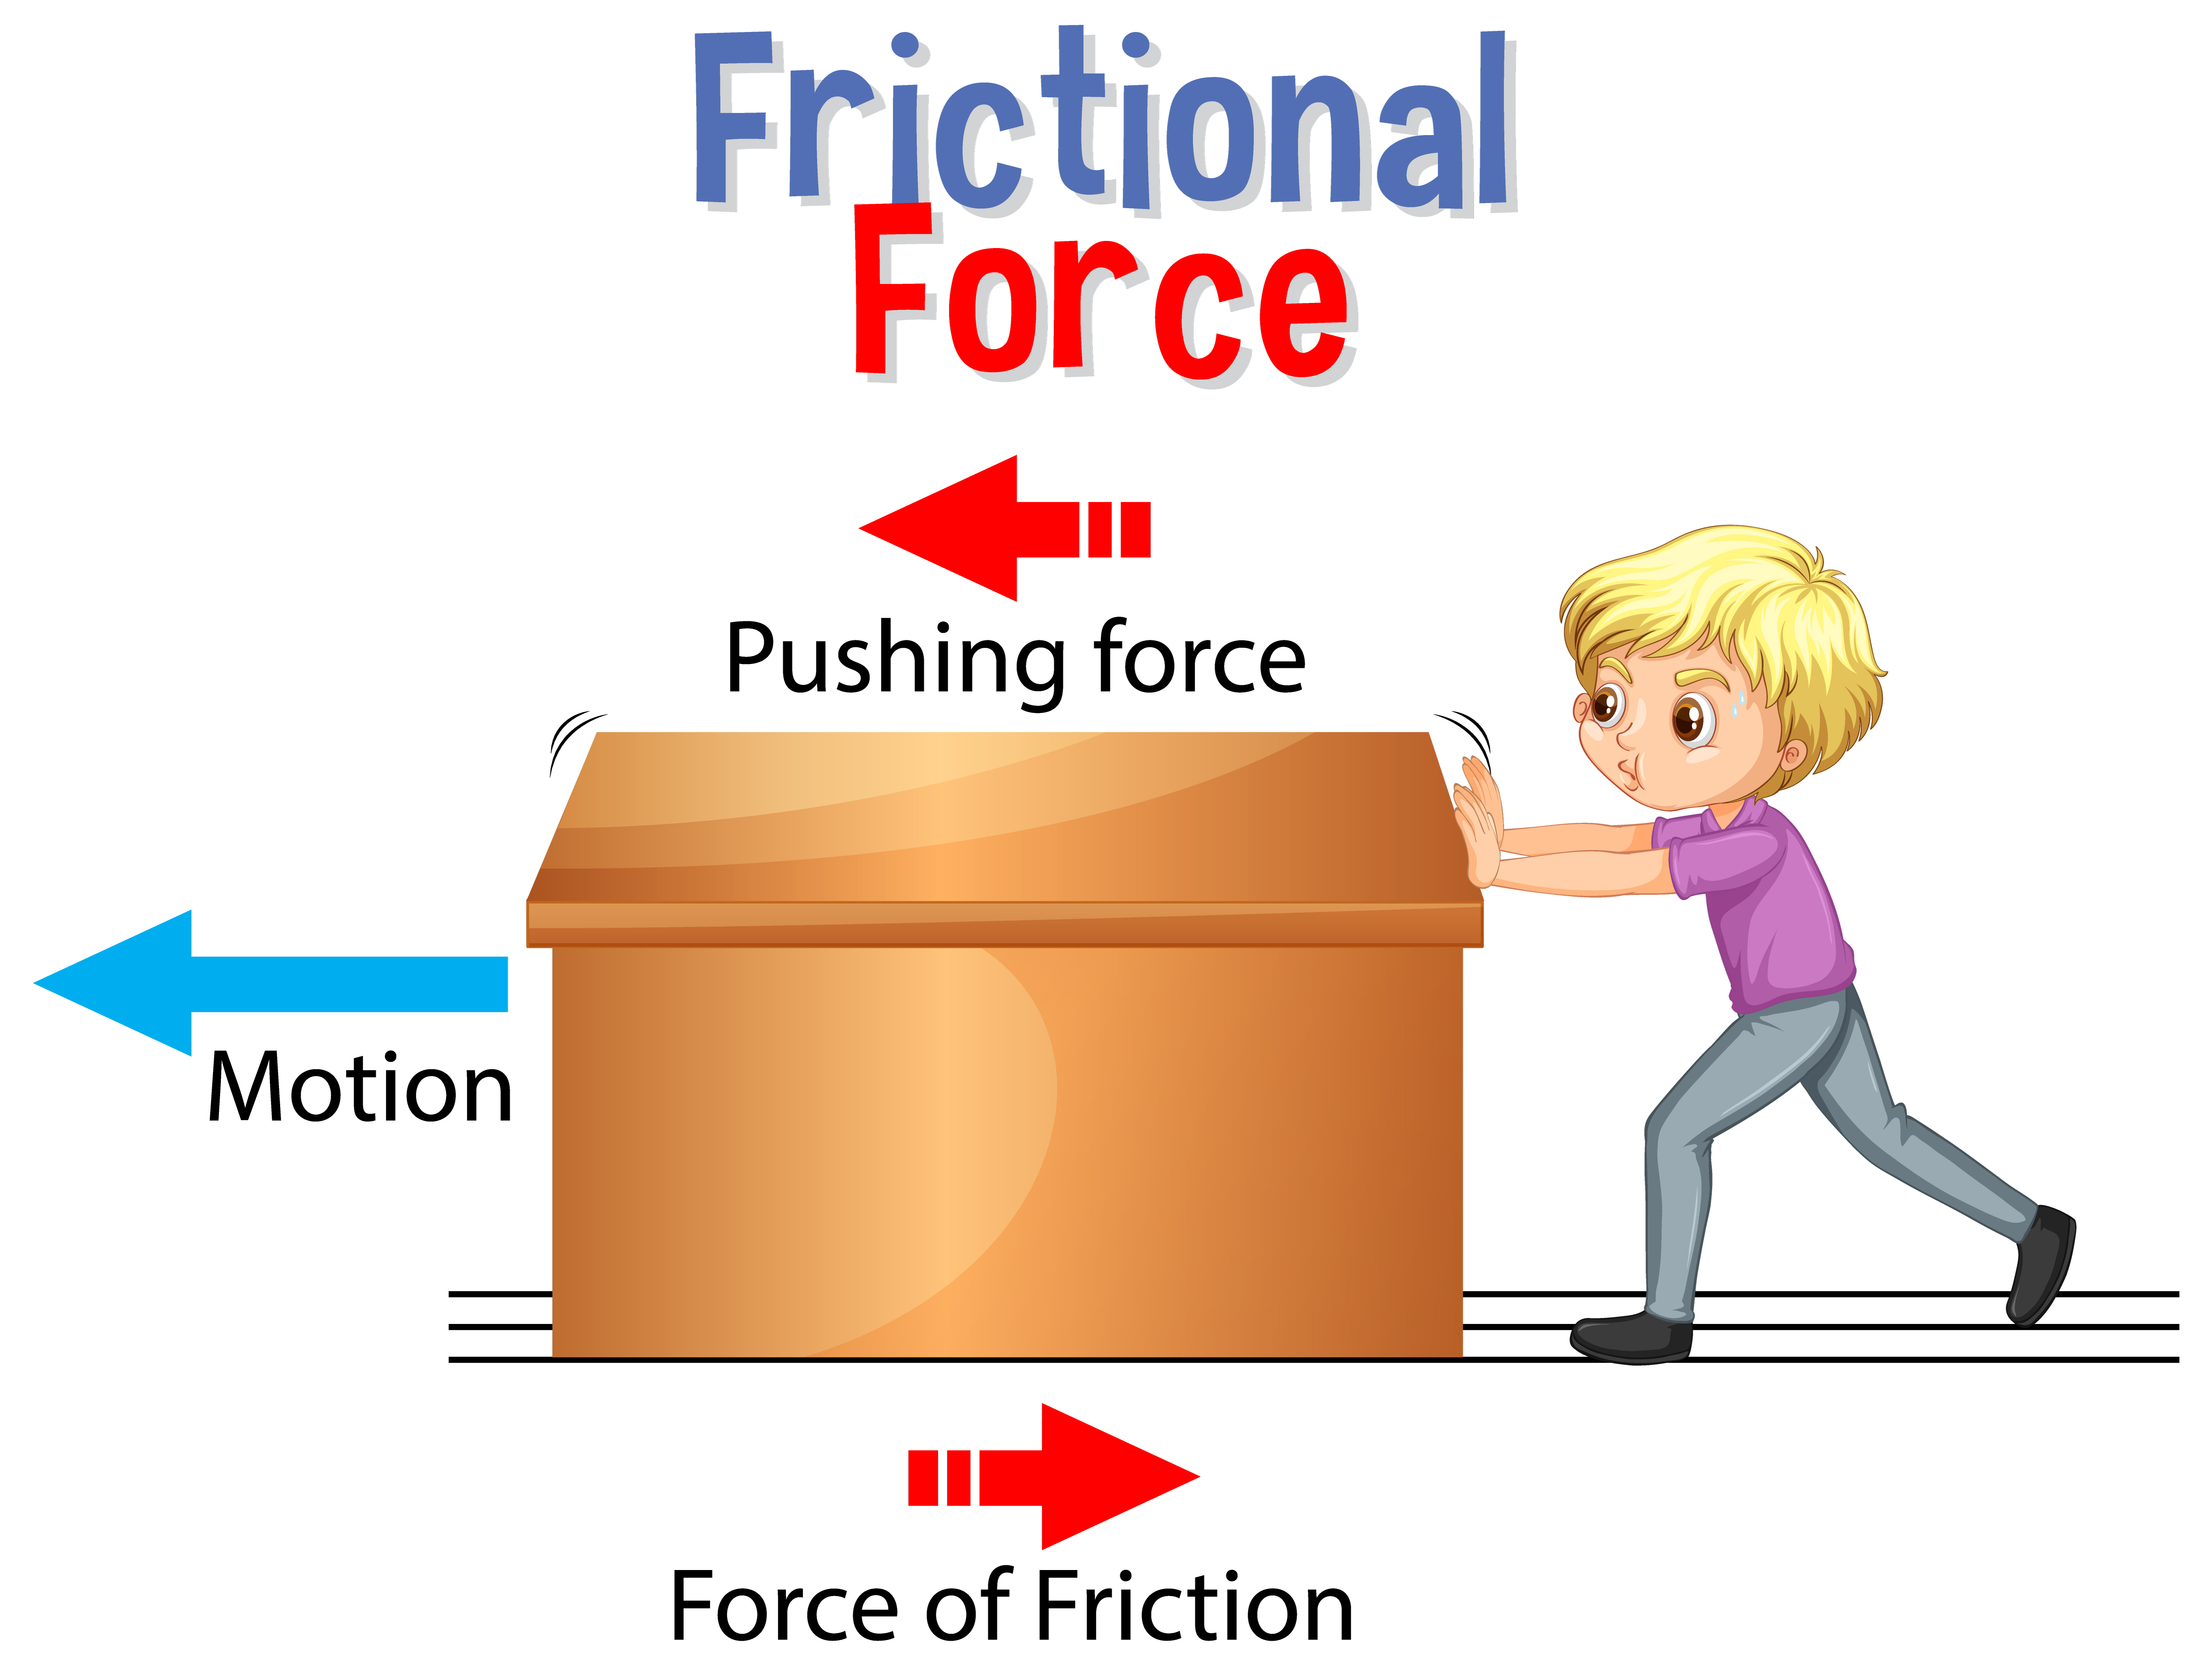 Frictional
Force
Pushing force
Motion
Force of Friction